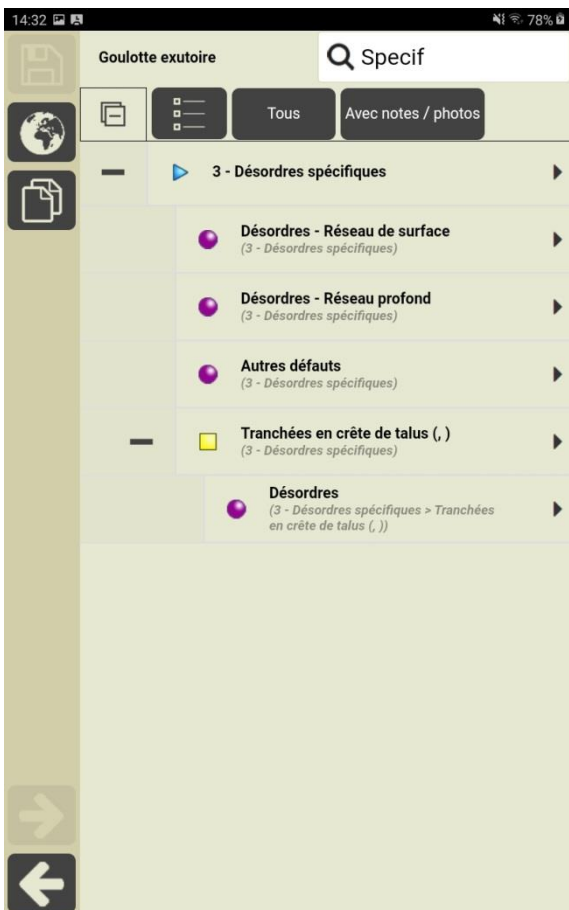 14:32 78%
Goulotte exutoire Specif
Tous Avec notes / photos
3 - Désordres spécifiques
Désordres - Réseau de surface
(3 - Désordres spécifiques)
Désordres - Réseau profond
(3 - Désordres spécifiques)
Autres défauts
(3 - Désordres spécifiques)
Tranchées en crête de talus (, )
(3 - Désordres spécifiques)
Désordres
(3 - Désordres spécifiques > Tranchées
en crête de talus (, ))